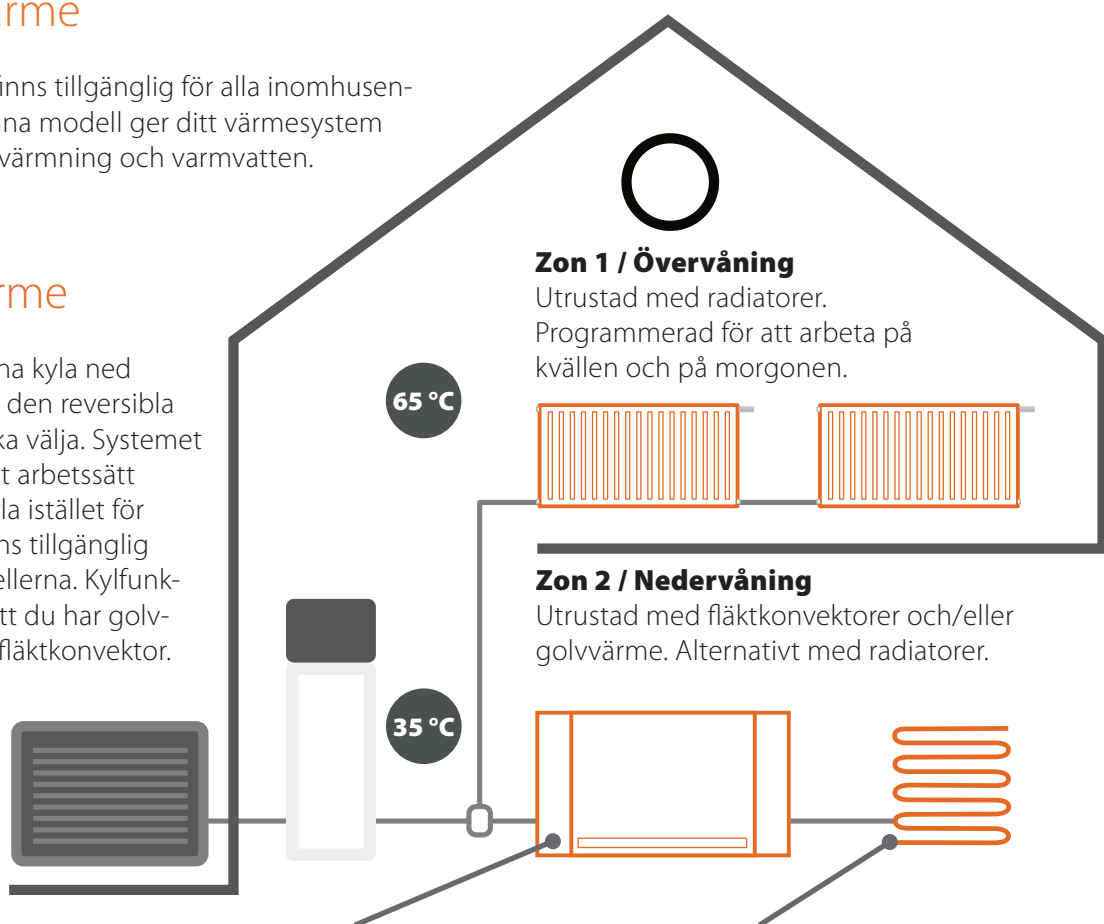 inns tillgänglig för alla inomhusen-
na modell ger ditt värmesystem
värmning och varmvatten.
rme
na kyla ned
den reversibla
ka välja. Systemet
t arbetssätt
la istället för
ns tillgänglig
ellerna. Kylfunk-
tt du har golv-
fläktkonvektor.
Zon 1 / Övervåning
Utrustad med radiatorer.
Programmerad för att arbeta på
kvällen och på morgonen.
65 °C
Zon 2 / Nedervåning
Utrustad med fläktkonvektorer och/eller
golvvärme. Alternativt med radiatorer.
35 °C